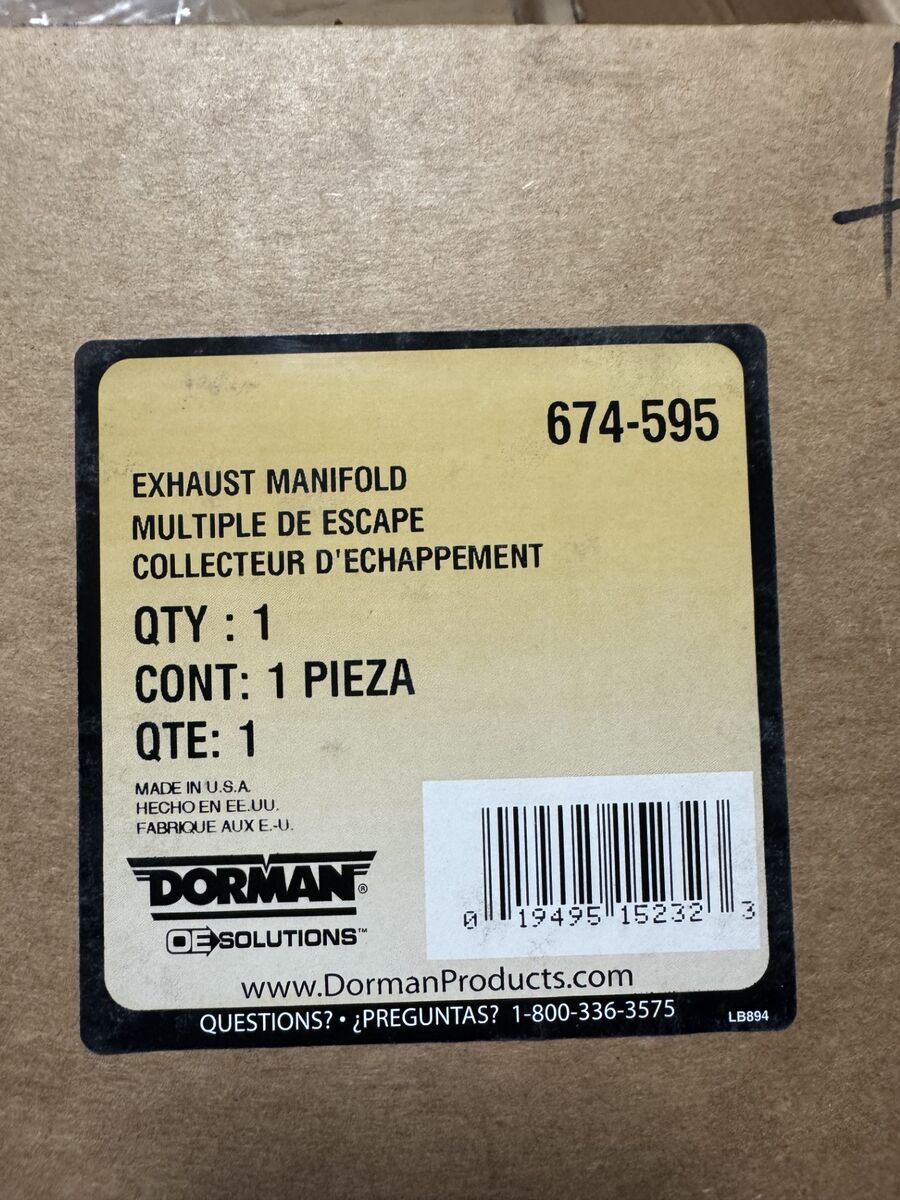 674-595
EXHAUST MANIFOLD
MULTIPLE DE ESCAPE
COLLECTEUR D'ECHAPPEMENT
QTY : 1
CONT: 1 PIEZA
QTE: 1
MADE IN U.S.A.
HECHO EN EE.UU.
FABRIQUE AUX E.-U.
DORMAN®
OE SOLUTIONS™
0 19495 15232 3
www.DormanProducts.com
QUESTIONS? • ¿PREGUNTAS? 1-800-336-3575
LB894